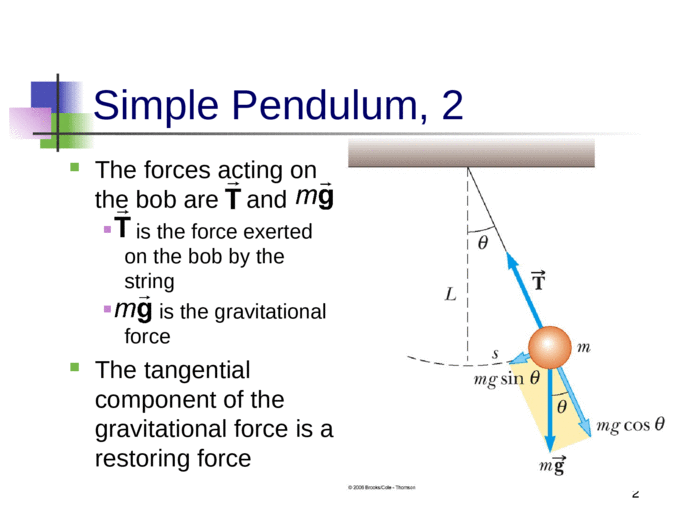 Simple Pendulum, 2
The forces acting on
the bob are T⃗ and mg⃗
T⃗ is the force exerted
on the bob by the
string
mg⃗ is the gravitational
force
The tangential
component of the
gravitational force is a
restoring force
θ
T⃗
L
s
m
mg sin θ
θ
mg cos θ
mg⃗
© 2008 Brooks/Cole - Thomson
2